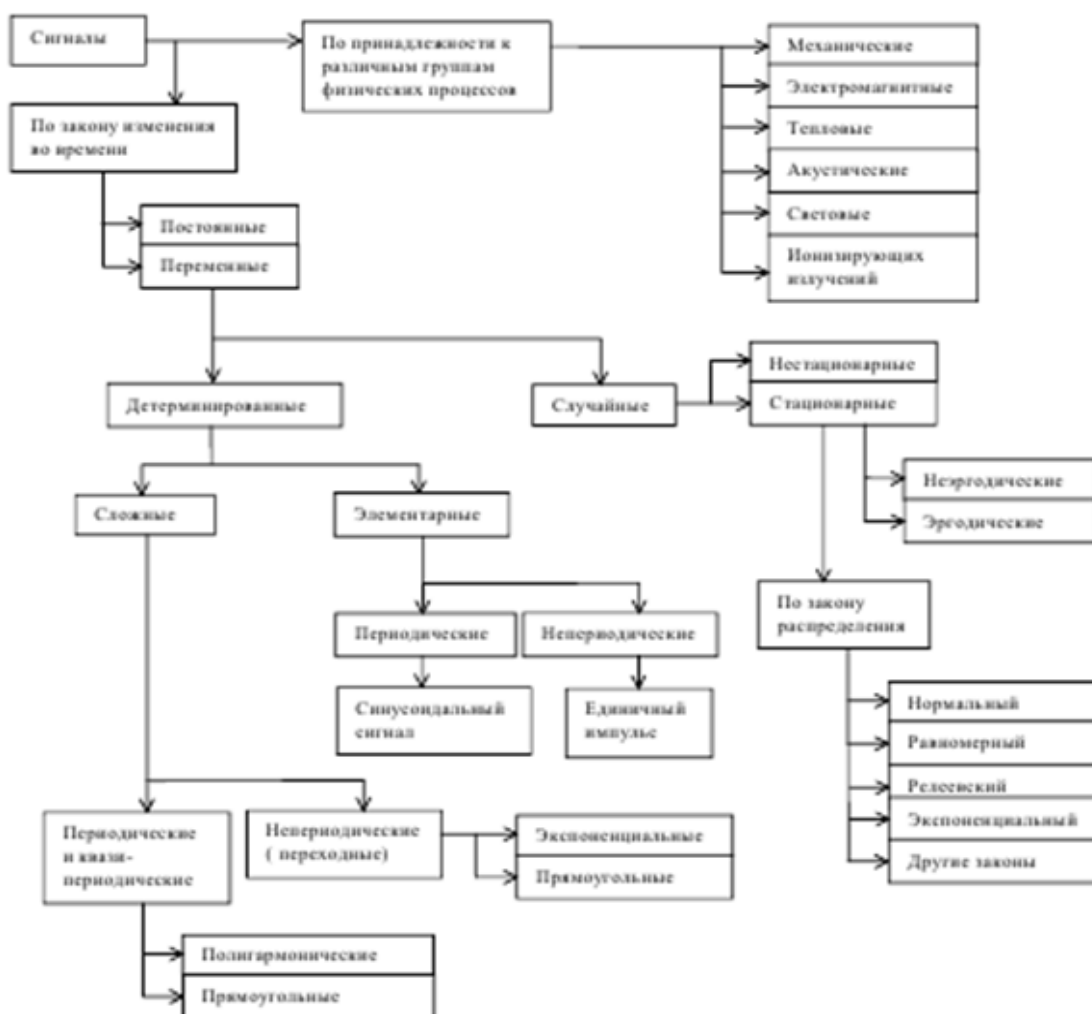 Сигналы
По принадлежности к
различным группам
физических процессов
Механические
Электромагнитные
Тепловые
Акустические
Световые
Ионизирующих
излучений
По закону изменения
во времени
Постоянные
Переменные
Детерминированные
Случайные
Нестационарные
Стационарные
Неэргодические
Эргодические
Сложные
Элементарные
Периодические
Непериодические
Синусоидальный
сигнал
Единичный
импульс
По закону
распределения
Нормальный
Равномерный
Релеевский
Экспоненциальный
Другие законы
Периодические
и квази-
периодические
Непериодические
( переходные)
Экспоненциальные
Прямоугольные
Полигармонические
Прямоугольные